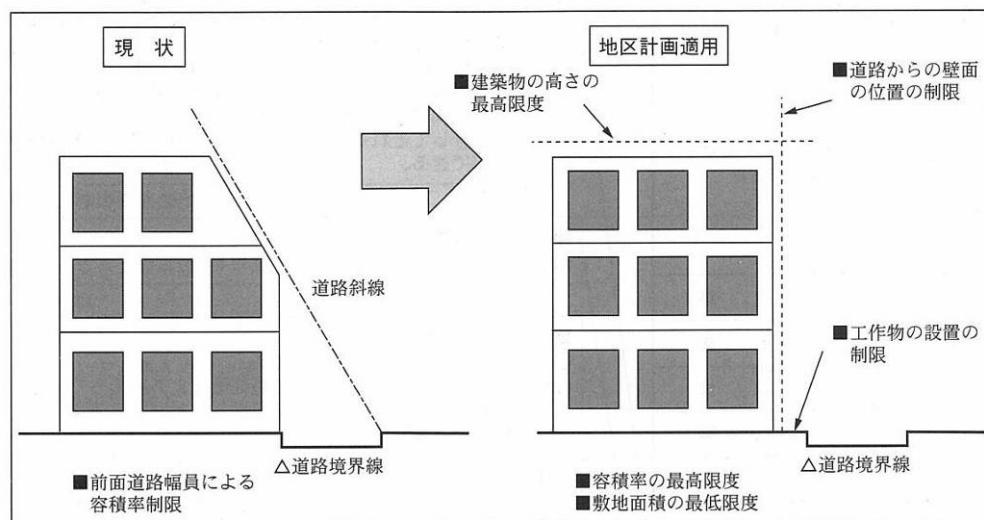 現　状
道路斜線
△道路境界線
■前面道路幅員による
容積率制限
地区計画適用
■建築物の高さの
最高限度
■道路からの壁面
の位置の制限
■工作物の設置の
制限
△道路境界線
■容積率の最高限度
■敷地面積の最低限度